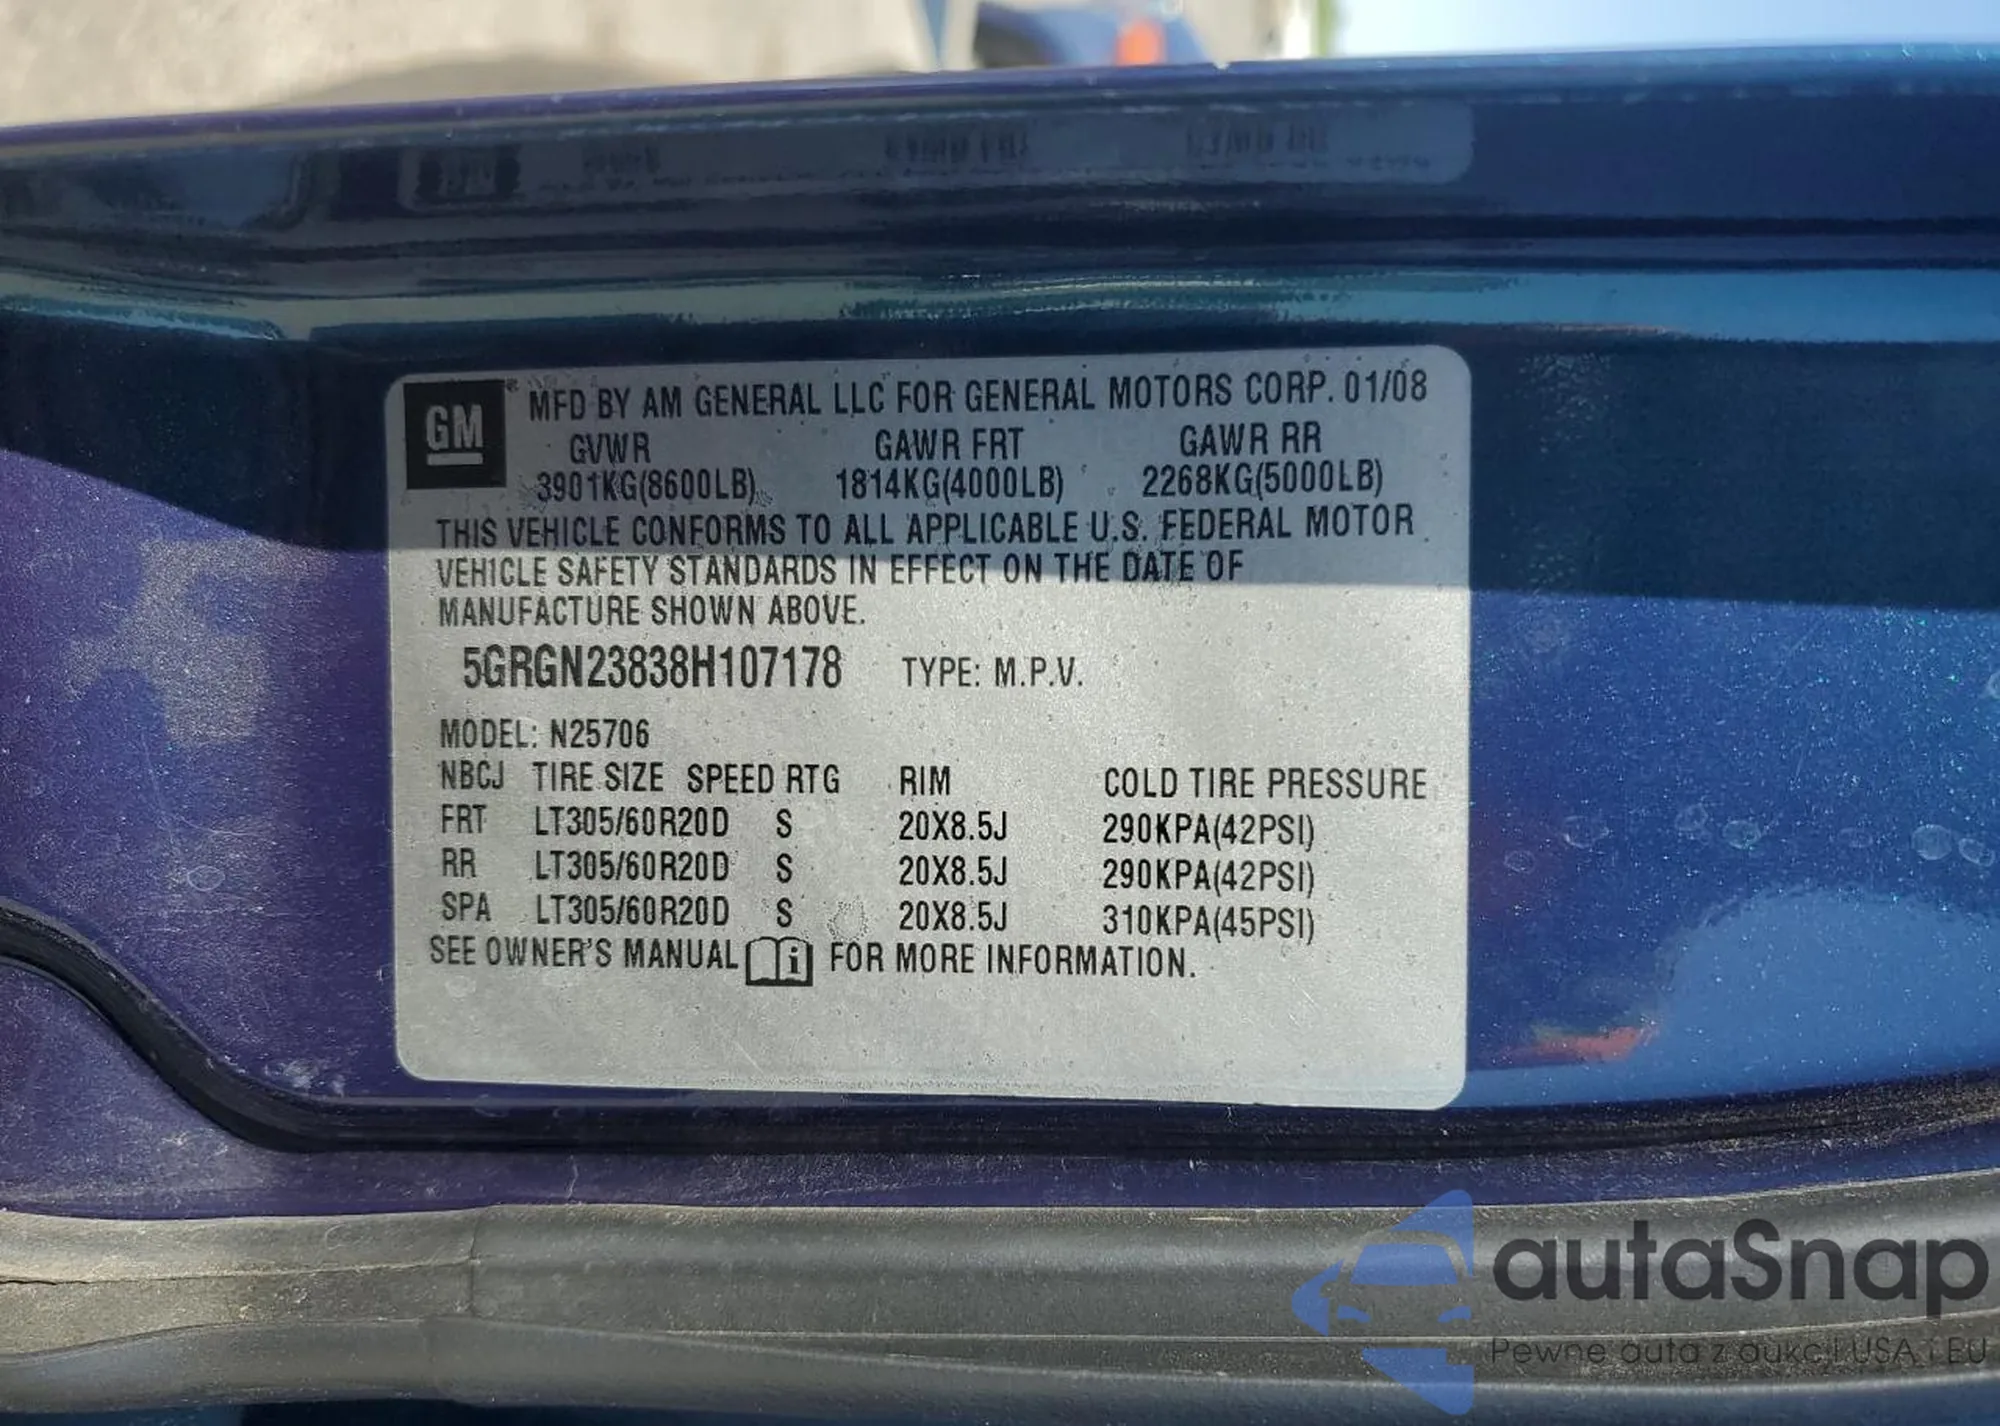 GM ® MFD BY AM GENERAL LLC FOR GENERAL MOTORS CORP. 01/08
GVWR GAWR FRT GAWR RR
3901KG(8600LB) 1814KG(4000LB) 2268KG(5000LB)
THIS VEHICLE CONFORMS TO ALL APPLICABLE U.S. FEDERAL MOTOR
VEHICLE SAFETY STANDARDS IN EFFECT ON THE DATE OF
MANUFACTURE SHOWN ABOVE.
5GRGN23838H107178 TYPE: M.P.V.
MODEL: N25706
NBCJ TIRE SIZE SPEED RTG RIM COLD TIRE PRESSURE
FRT LT305/60R20D S 20X8.5J 290KPA(42PSI)
RR LT305/60R20D S 20X8.5J 290KPA(42PSI)
SPA LT305/60R20D S 20X8.5J 310KPA(45PSI)
SEE OWNER'S MANUAL i FOR MORE INFORMATION.
autaSnap
Pewne auta z aukcji USA i EU